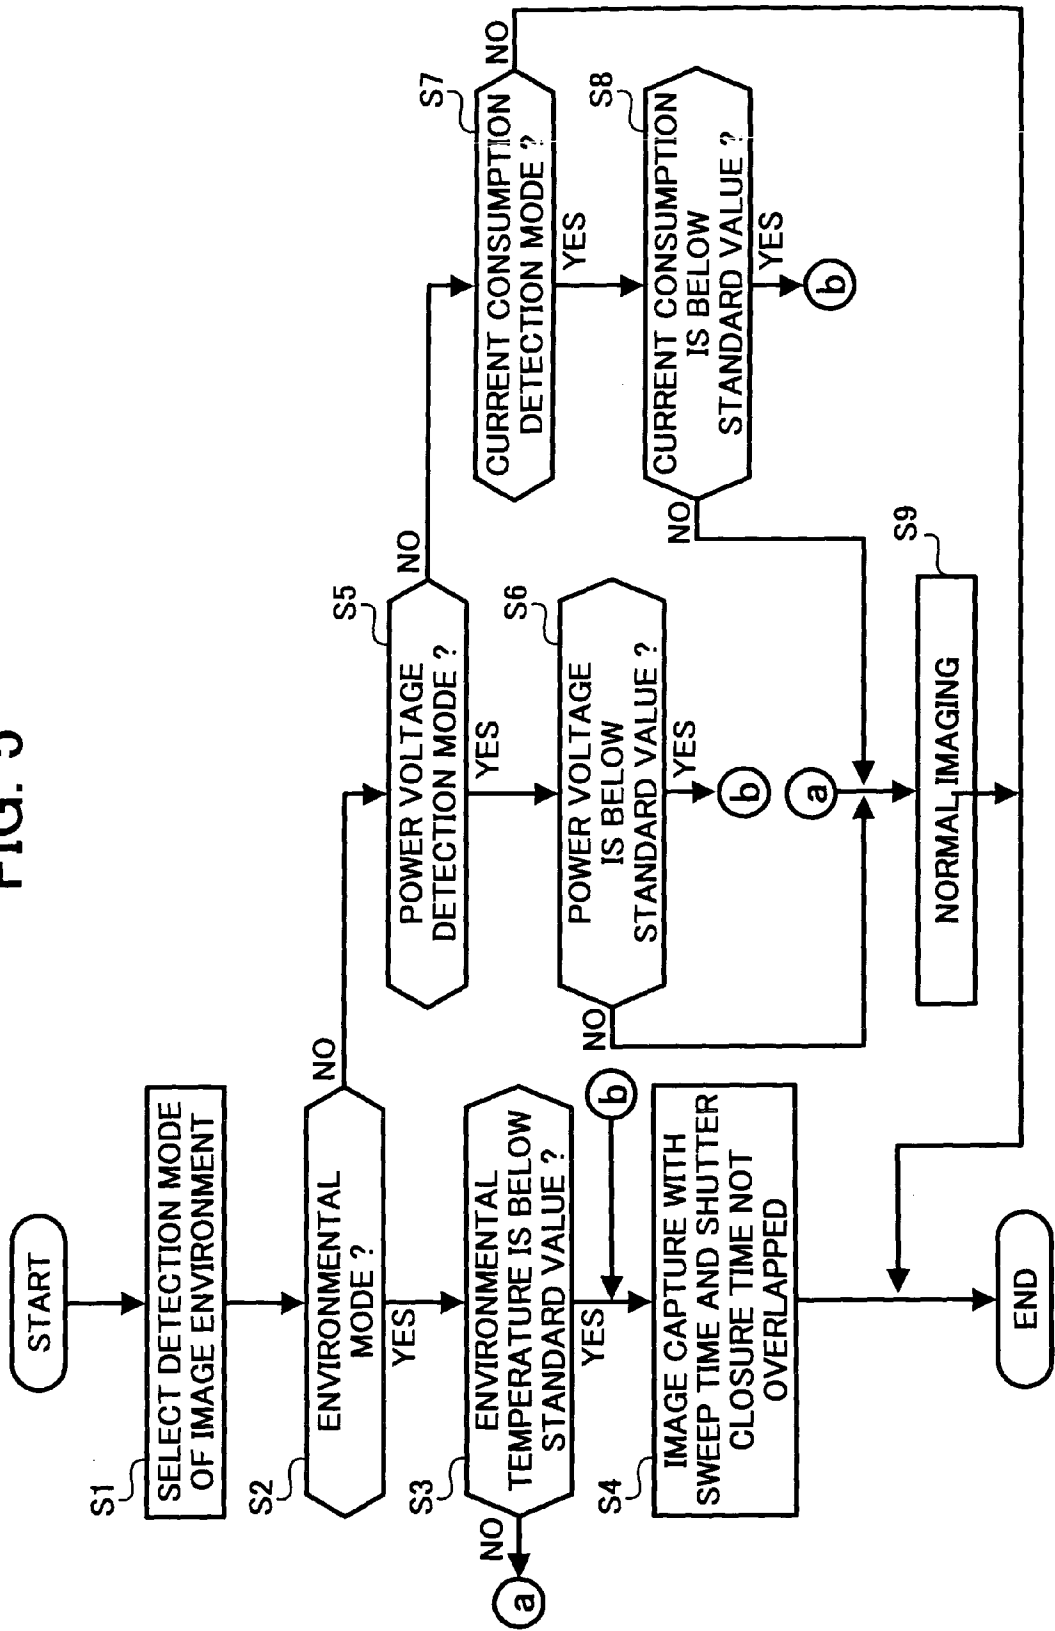 FIG. 5
START
S1
SELECT DETECTION MODE
OF IMAGE ENVIRONMENT
S2
ENVIRONMENTAL
MODE ?
NO
YES
S3
ENVIRONMENTAL
TEMPERATURE IS BELOW
STANDARD VALUE ?
NO
a
YES
b
S4
IMAGE CAPTURE WITH
SWEEP TIME AND SHUTTER
CLOSURE TIME NOT
OVERLAPPED
END
S5
POWER VOLTAGE
DETECTION MODE ?
NO
YES
S6
POWER VOLTAGE
IS BELOW
STANDARD VALUE ?
NO
YES
b
a
S7
CURRENT CONSUMPTION
DETECTION MODE ?
NO
YES
S8
CURRENT CONSUMPTION
IS BELOW
STANDARD VALUE ?
NO
YES
b
S9
NORMAL IMAGING